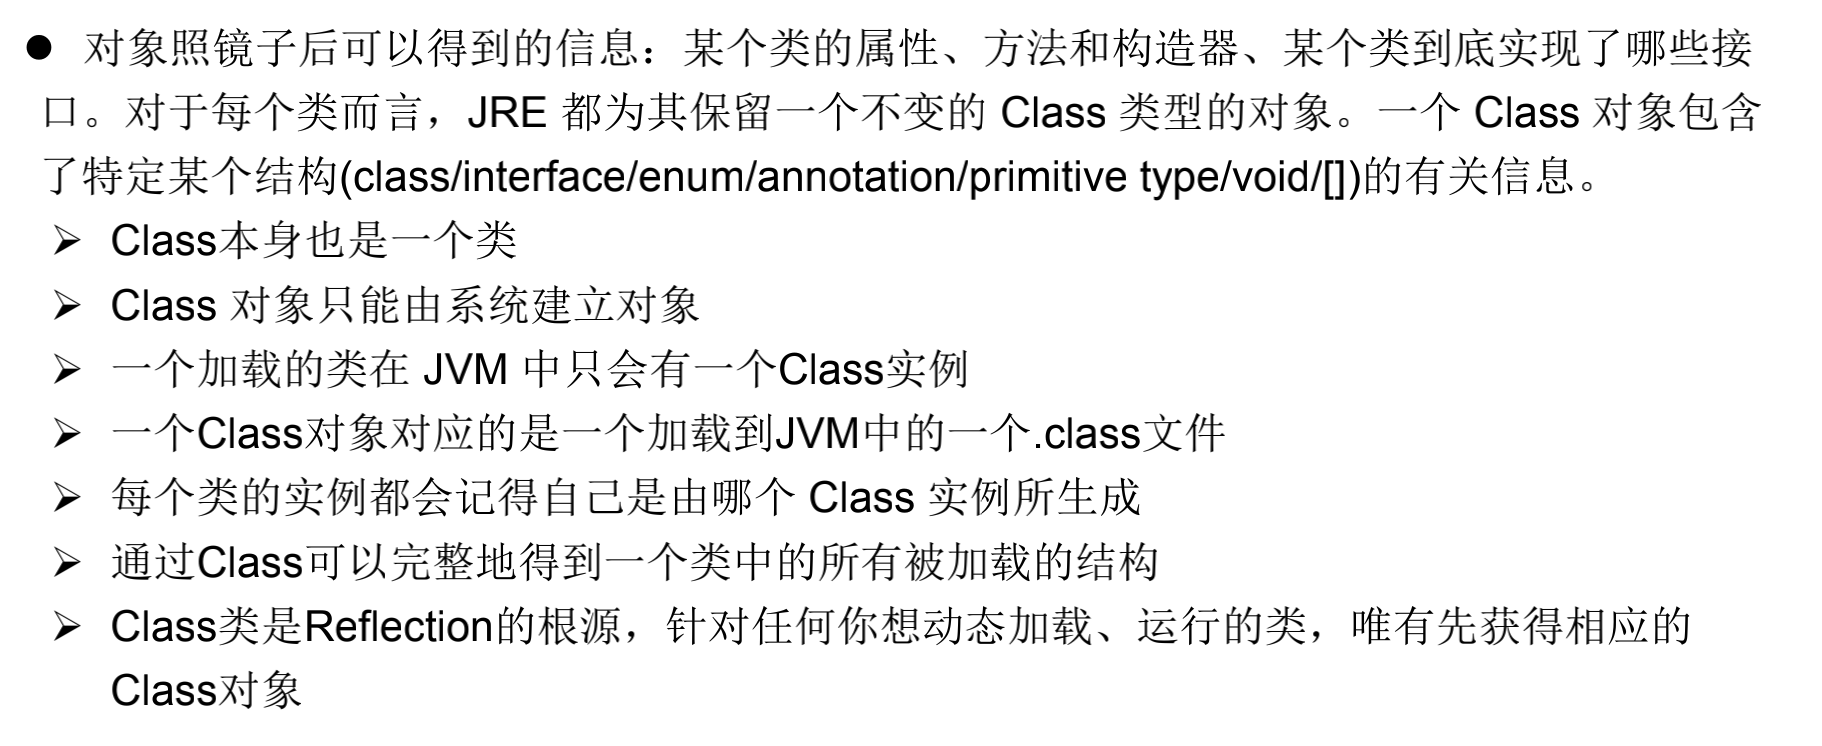 ● 对象照镜子后可以得到的信息：某个类的属性、方法和构造器、某个类到底实现了哪些接
口。对于每个类而言，JRE 都为其保留一个不变的 Class 类型的对象。一个 Class 对象包含
了特定某个结构(class/interface/enum/annotation/primitive type/void/[])的有关信息。
➢ Class本身也是一个类
➢ Class 对象只能由系统建立对象
➢ 一个加载的类在 JVM 中只会有一个Class实例
➢ 一个Class对象对应的是一个加载到JVM中的一个.class文件
➢ 每个类的实例都会记得自己是由哪个 Class 实例所生成
➢ 通过Class可以完整地得到一个类中的所有被加载的结构
➢ Class类是Reflection的根源，针对任何你想动态加载、运行的类，唯有先获得相应的
Class对象